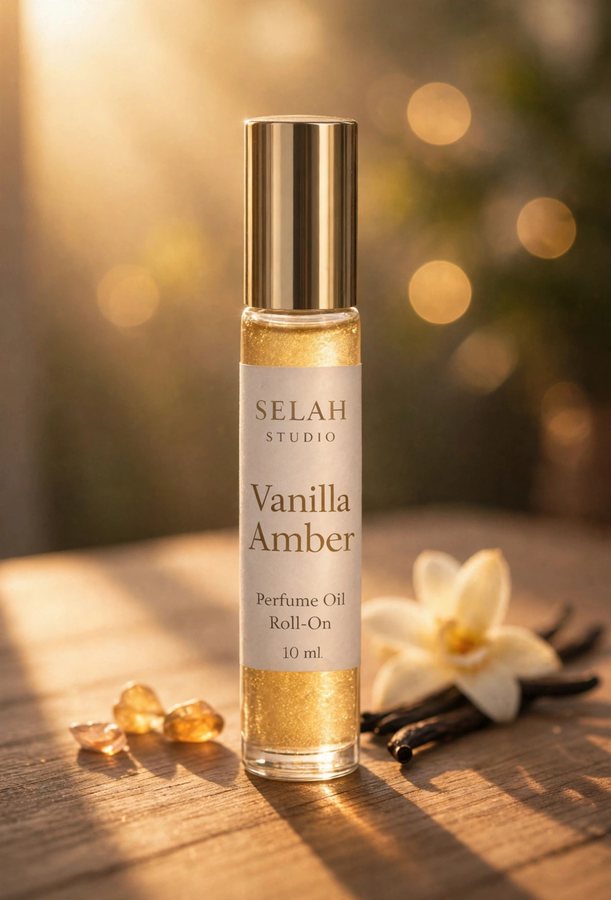 SELAH
STUDIO
Vanilla
Amber
Perfume Oil
Roll-On
10 ml.